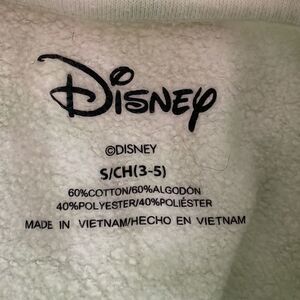 Disney
©DISNEY
S/CH(3-5)
60%COTTON/60%ALGODÓN
40%POLYESTER/40%POLIÉSTER
MADE IN VIETNAM/HECHO EN VIETNAM